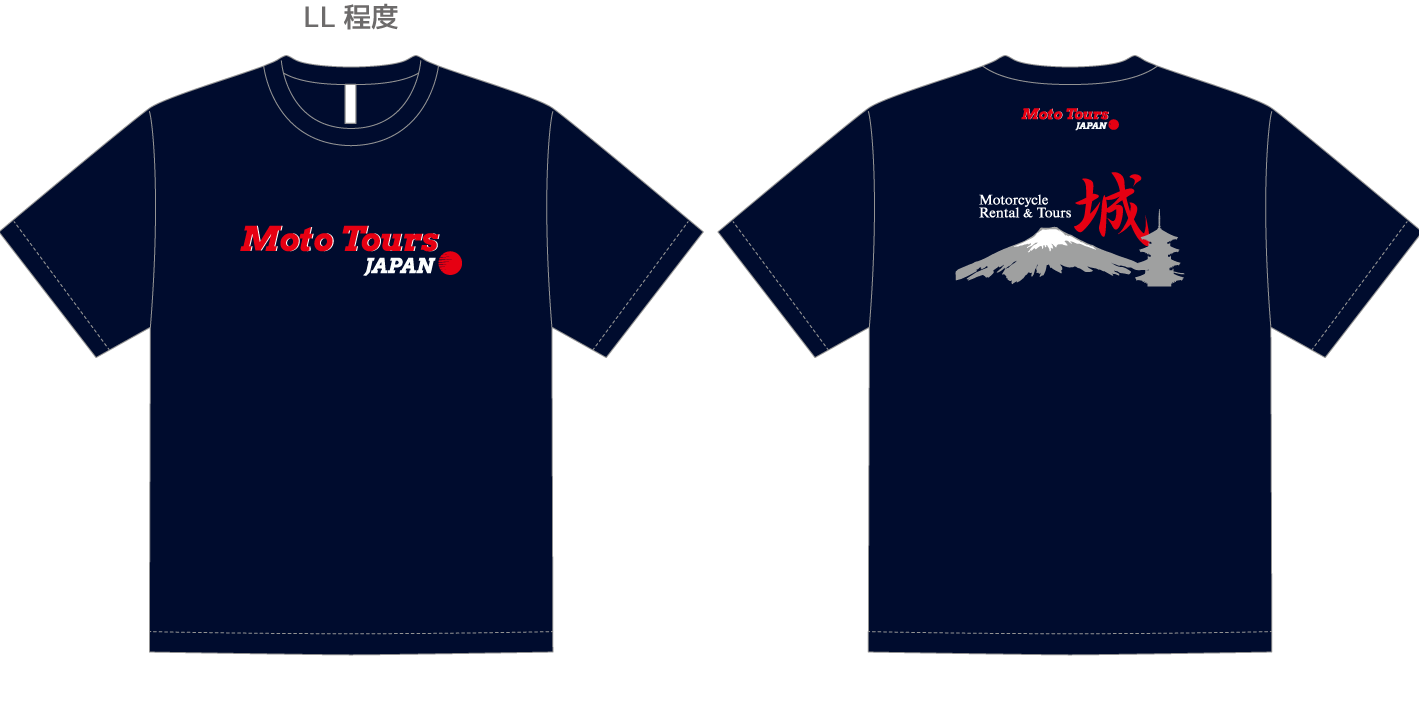 LL 程度
Moto Tours
JAPAN
Moto Tours
JAPAN
Motorcycle
Rental & Tours
城